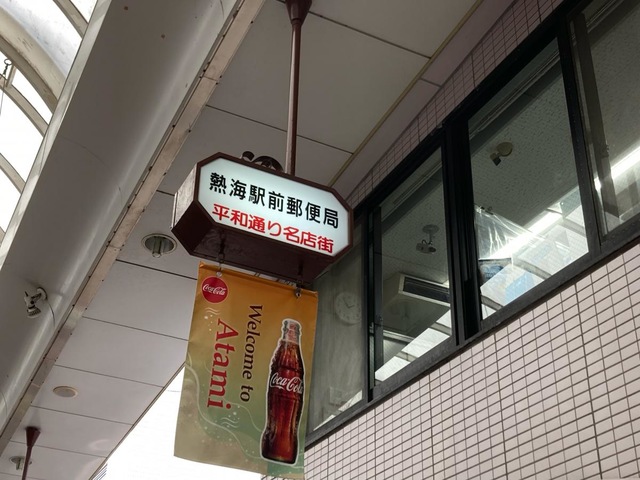 熱海駅前郵便局
平和通り名店街
Coca-Cola
Welcome to
Atami
Coca-Cola